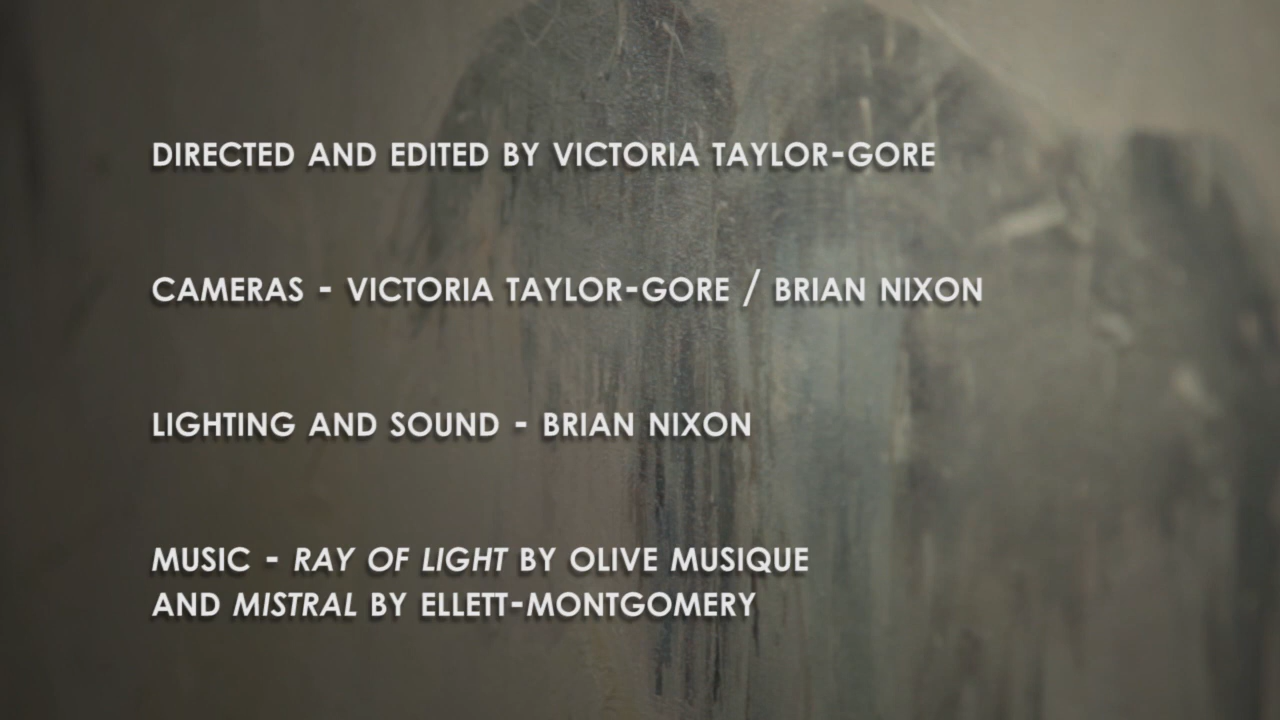 DIRECTED AND EDITED BY VICTORIA TAYLOR-GORE
CAMERAS - VICTORIA TAYLOR-GORE / BRIAN NIXON
LIGHTING AND SOUND - BRIAN NIXON
MUSIC - RAY OF LIGHT BY OLIVE MUSIQUE
AND MISTRAL BY ELLETT-MONTGOMERY